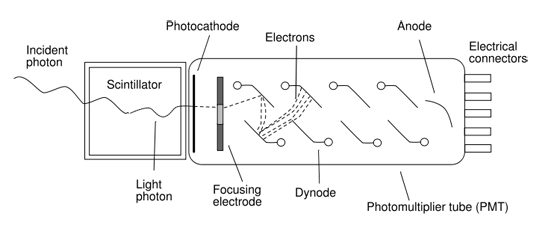 Photocathode
Anode
Electrons
Incident
photon
Electrical
connectors
Scintillator
Light
photon
Focusing
electrode
Dynode
Photomultiplier tube (PMT)